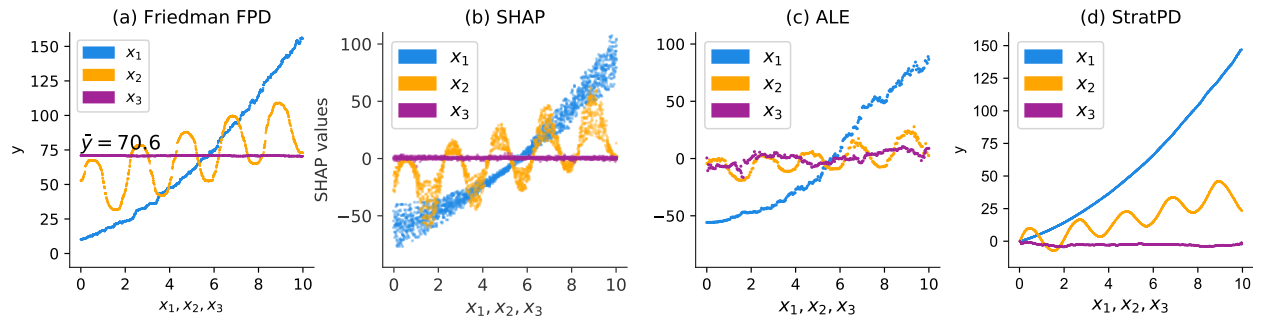 (a) Friedman FPD
150
125
100
75
50
25
0
y
x₁
x₂
x₃
ȳ = 70.6
0 2 4 6 8 10
x₁, x₂, x₃
(b) SHAP
100
50
0
−50
SHAP values
x₁
x₂
x₃
0 2 4 6 8 10
x₁, x₂, x₃
(c) ALE
100
50
0
−50
x₁
x₂
x₃
0 2 4 6 8 10
x₁, x₂, x₃
(d) StratPD
150
125
100
75
50
25
0
y
x₁
x₂
x₃
0 2 4 6 8 10
x₁, x₂, x₃